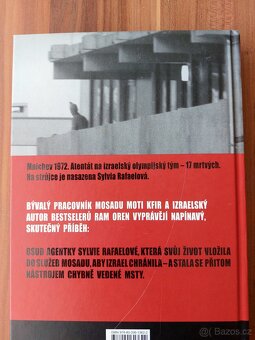 Mnichov 1972. Atentát na izraelský olympijský tým – 17 mrtvých.
Na strůjce je nasazena Sylvia Rafaelová.
BÝVALÝ PRACOVNÍK MOSADU MOTI KFIR A IZRAELSKÝ
AUTOR BESTSELLERŮ RAM OREN VYPRÁVĚJÍ NAPÍNAVÝ,
SKUTEČNÝ PŘÍBĚH:
OSUD AGENTKY SYLVIE RAFAELOVÉ, KTERÁ SVŮJ ŽIVOT VLOŽILA
DO SLUŽEB MOSADU, ABY IZRAEL CHRÁNILA – A STALA SE PŘITOM
NÁSTROJEM CHYBNĚ VEDENÉ MSTY.
Bazos.cz